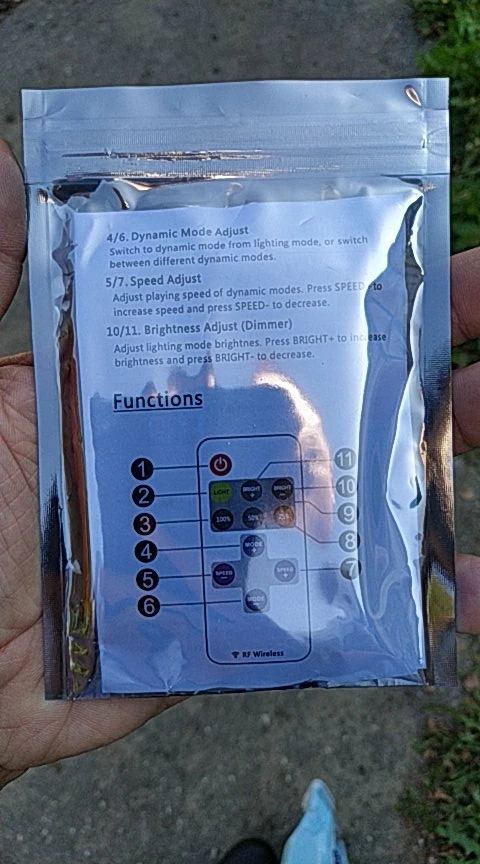 4/6. Dynamic Mode Adjust
Switch to dynamic mode from lighting mode, or switch
between different dynamic modes.
5/7. Speed Adjust
Adjust playing speed of dynamic modes. Press SPEED+ to
increase speed and press SPEED- to decrease.
10/11. Brightness Adjust (Dimmer)
Adjust lighting mode brightnes. Press BRIGHT+ to increase
brightness and press BRIGHT- to decrease.
Functions
1 11
2 LIGHT BRIGHT + BRIGHT - 10
3 100% 50% 25% 9
4 MODE + 8
5 SPEED - SPEED + 7
6 MODE -
RF Wireless